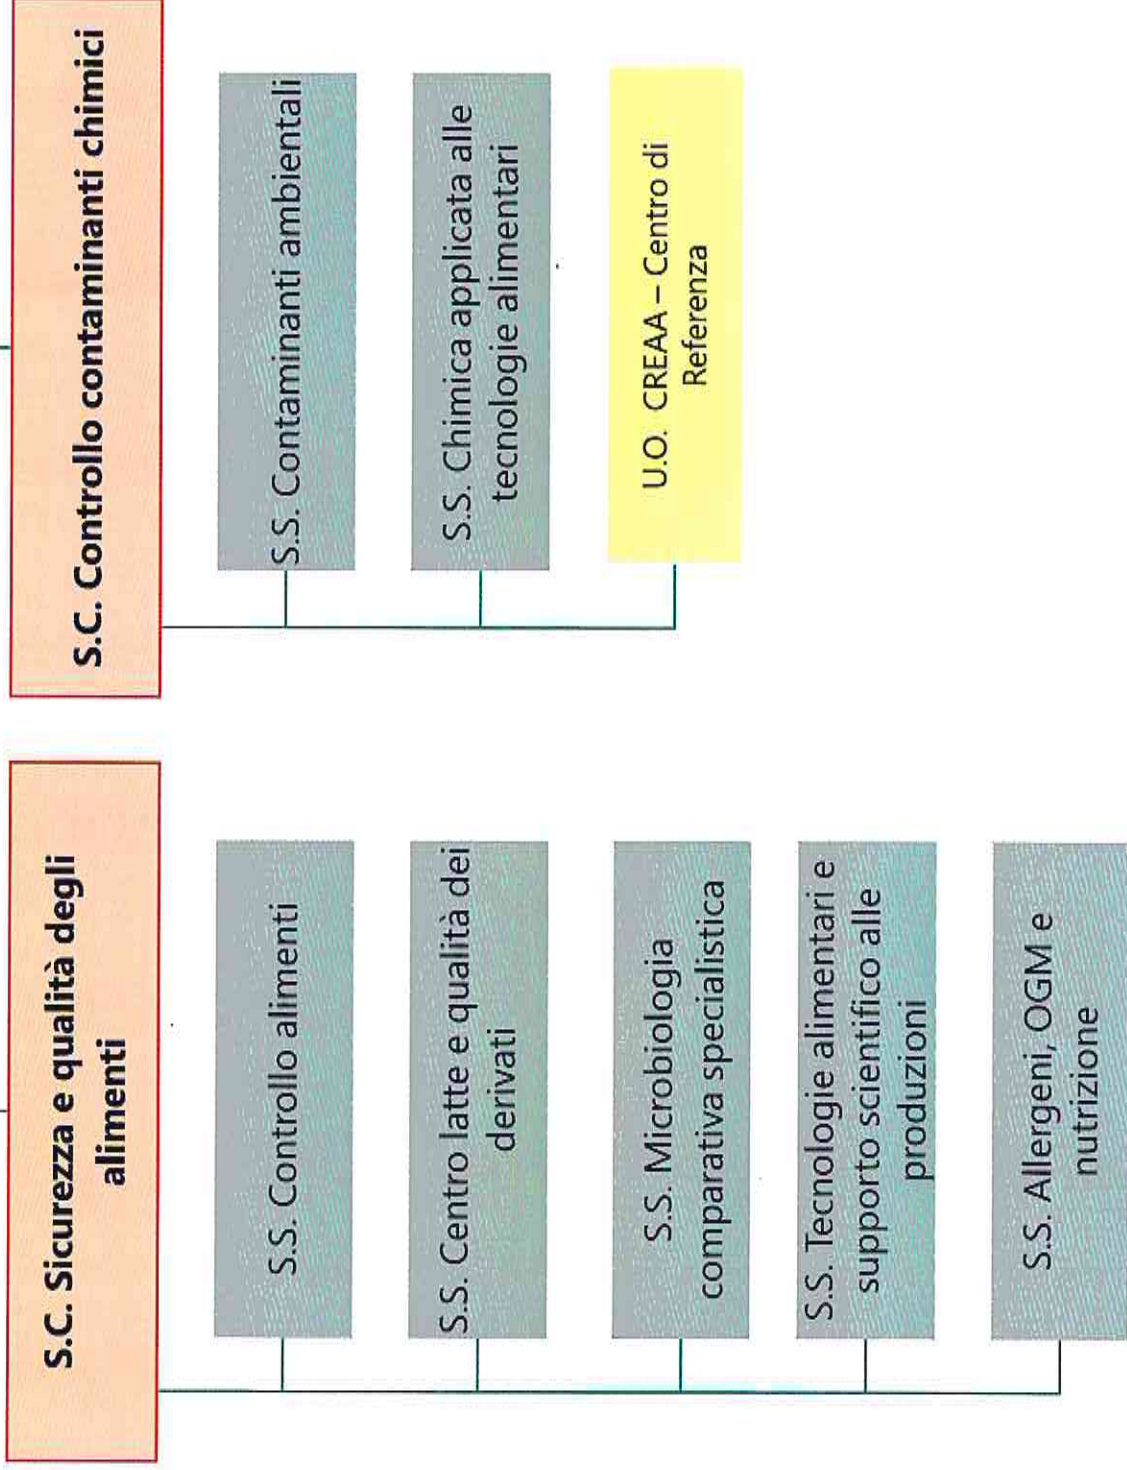 S.C. Sicurezza e qualità degli
alimenti
S.S. Controllo alimenti
S.S. Centro latte e qualità dei
derivati
S.S. Microbiologia
comparativa specialistica
S.S. Tecnologie alimentari e
supporto scientifico alle
produzioni
S.S. Allergeni, OGM e
nutrizione
S.C. Controllo contaminanti chimici
S.S. Contaminanti ambientali
S.S. Chimica applicata alle
tecnologie alimentari
U.O. CREAA – Centro di
Referenza